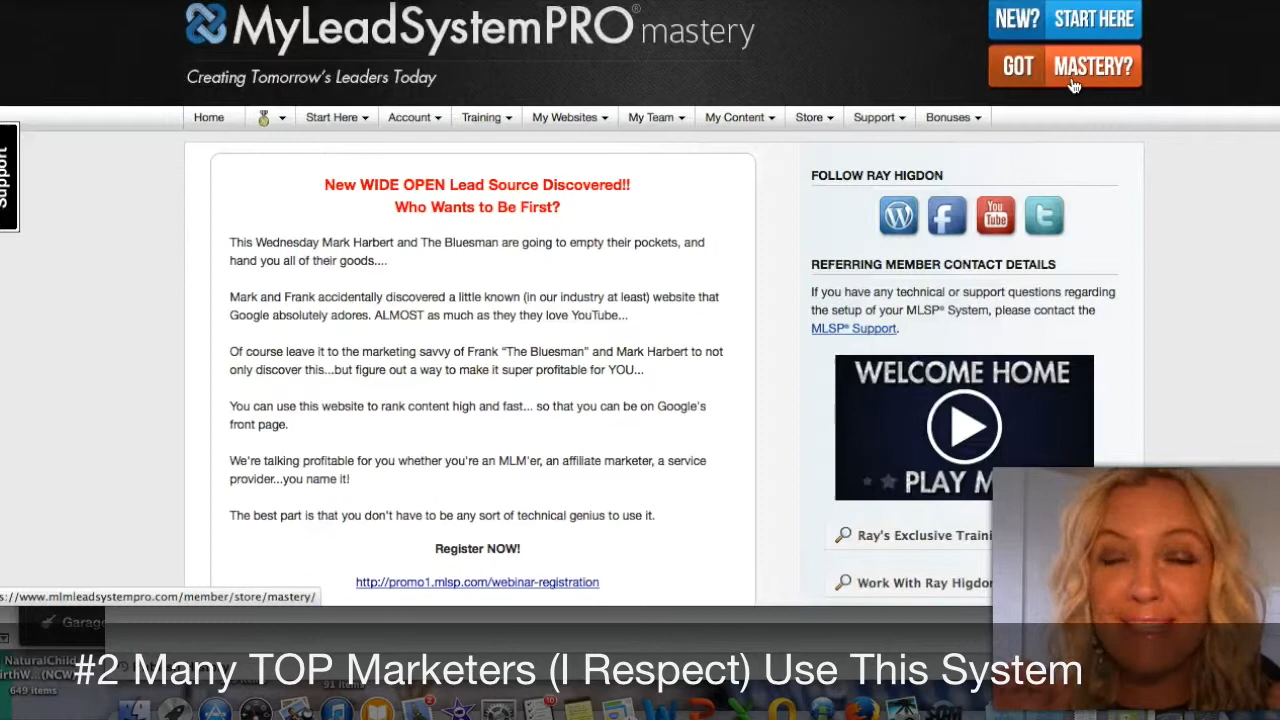 MyLeadSystemPRO® mastery
Creating Tomorrow's Leaders Today
NEW? START HERE
GOT MASTERY?
Home Start Here Account Training My Websites My Team My Content Store Support Bonuses
Support
New WIDE OPEN Lead Source Discovered!!
Who Wants to Be First?
This Wednesday Mark Harbert and The Bluesman are going to empty their pockets, and
hand you all of their goods....
Mark and Frank accidentally discovered a little known (in our industry at least) website that
Google absolutely adores. ALMOST as much as they they love YouTube...
Of course leave it to the marketing savvy of Frank “The Bluesman” and Mark Harbert to not
only discover this...but figure out a way to make it super profitable for YOU...
You can use this website to rank content high and fast... so that you can be on Google's
front page.
We're talking profitable for you whether you're an MLM'er, an affiliate marketer, a service
provider...you name it!
The best part is that you don't have to be any sort of technical genius to use it.
Register NOW!
http://promo1.mlsp.com/webinar-registration
FOLLOW RAY HIGDON
You Tube
REFERRING MEMBER CONTACT DETAILS
If you have any technical or support questions regarding
the setup of your MLSP® System, please contact the
MLSP® Support.
WELCOME HOME
PLAY M
Ray's Exclusive Traini
Work With Ray Higdon
s://www.mlmleadsystempro.com/member/store/mastery/
Garage
NaturalChild
irthW...(NCW)
649 items
91 items
#2 Many TOP Marketers (I Respect) Use This System